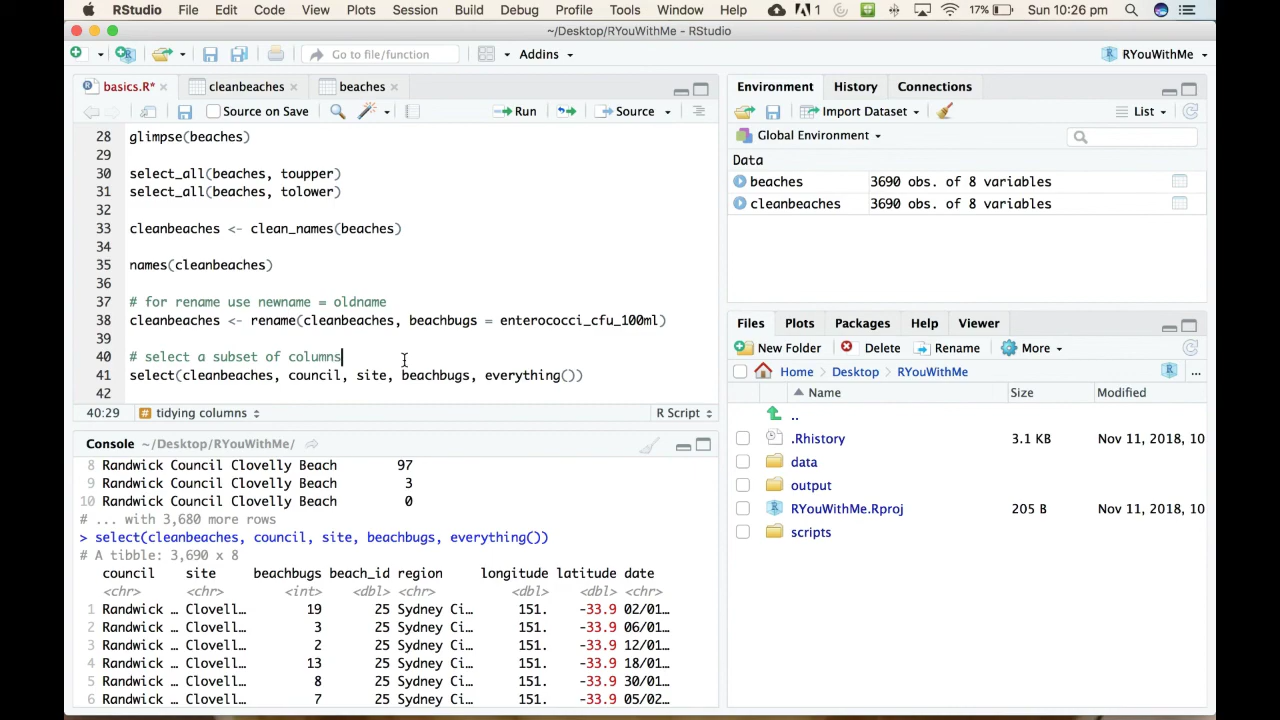 RStudio File Edit Code View Plots Session Build Debug Profile Tools Window Help 1 17% Sun 10:26 pm
~/Desktop/RYouWithMe - RStudio
Go to file/function Addins RYouWithMe
basics.R* cleanbeaches beaches
Source on Save Run Source
28 glimpse(beaches)
29
30 select_all(beaches, toupper)
31 select_all(beaches, tolower)
32
33 cleanbeaches <- clean_names(beaches)
34
35 names(cleanbeaches)
36
37 # for rename use newname = oldname
38 cleanbeaches <- rename(cleanbeaches, beachbugs = enterococci_cfu_100ml)
39
40 # select a subset of columns
41 select(cleanbeaches, council, site, beachbugs, everything())
42
40:29 # tidying columns R Script
Console ~/Desktop/RYouWithMe/
8 Randwick Council Clovelly Beach 97
9 Randwick Council Clovelly Beach 3
10 Randwick Council Clovelly Beach 0
# ... with 3,680 more rows
> select(cleanbeaches, council, site, beachbugs, everything())
# A tibble: 3,690 x 8
council site beachbugs beach_id region longitude latitude date
<chr> <chr> <int> <dbl> <chr> <dbl> <dbl> <chr>
1 Randwick … Clovell… 19 25 Sydney Ci… 151. -33.9 02/01…
2 Randwick … Clovell… 3 25 Sydney Ci… 151. -33.9 06/01…
3 Randwick … Clovell… 2 25 Sydney Ci… 151. -33.9 12/01…
4 Randwick … Clovell… 13 25 Sydney Ci… 151. -33.9 18/01…
5 Randwick … Clovell… 8 25 Sydney Ci… 151. -33.9 30/01…
6 Randwick … Clovell… 7 25 Sydney Ci… 151. -33.9 05/02…
Environment History Connections
Import Dataset List
Global Environment
Data
beaches 3690 obs. of 8 variables
cleanbeaches 3690 obs. of 8 variables
Files Plots Packages Help Viewer
New Folder Delete Rename More
Home Desktop RYouWithMe ...
Name Size Modified
..
.Rhistory 3.1 KB Nov 11, 2018, 10
data
output
RYouWithMe.Rproj 205 B Nov 11, 2018, 10
scripts